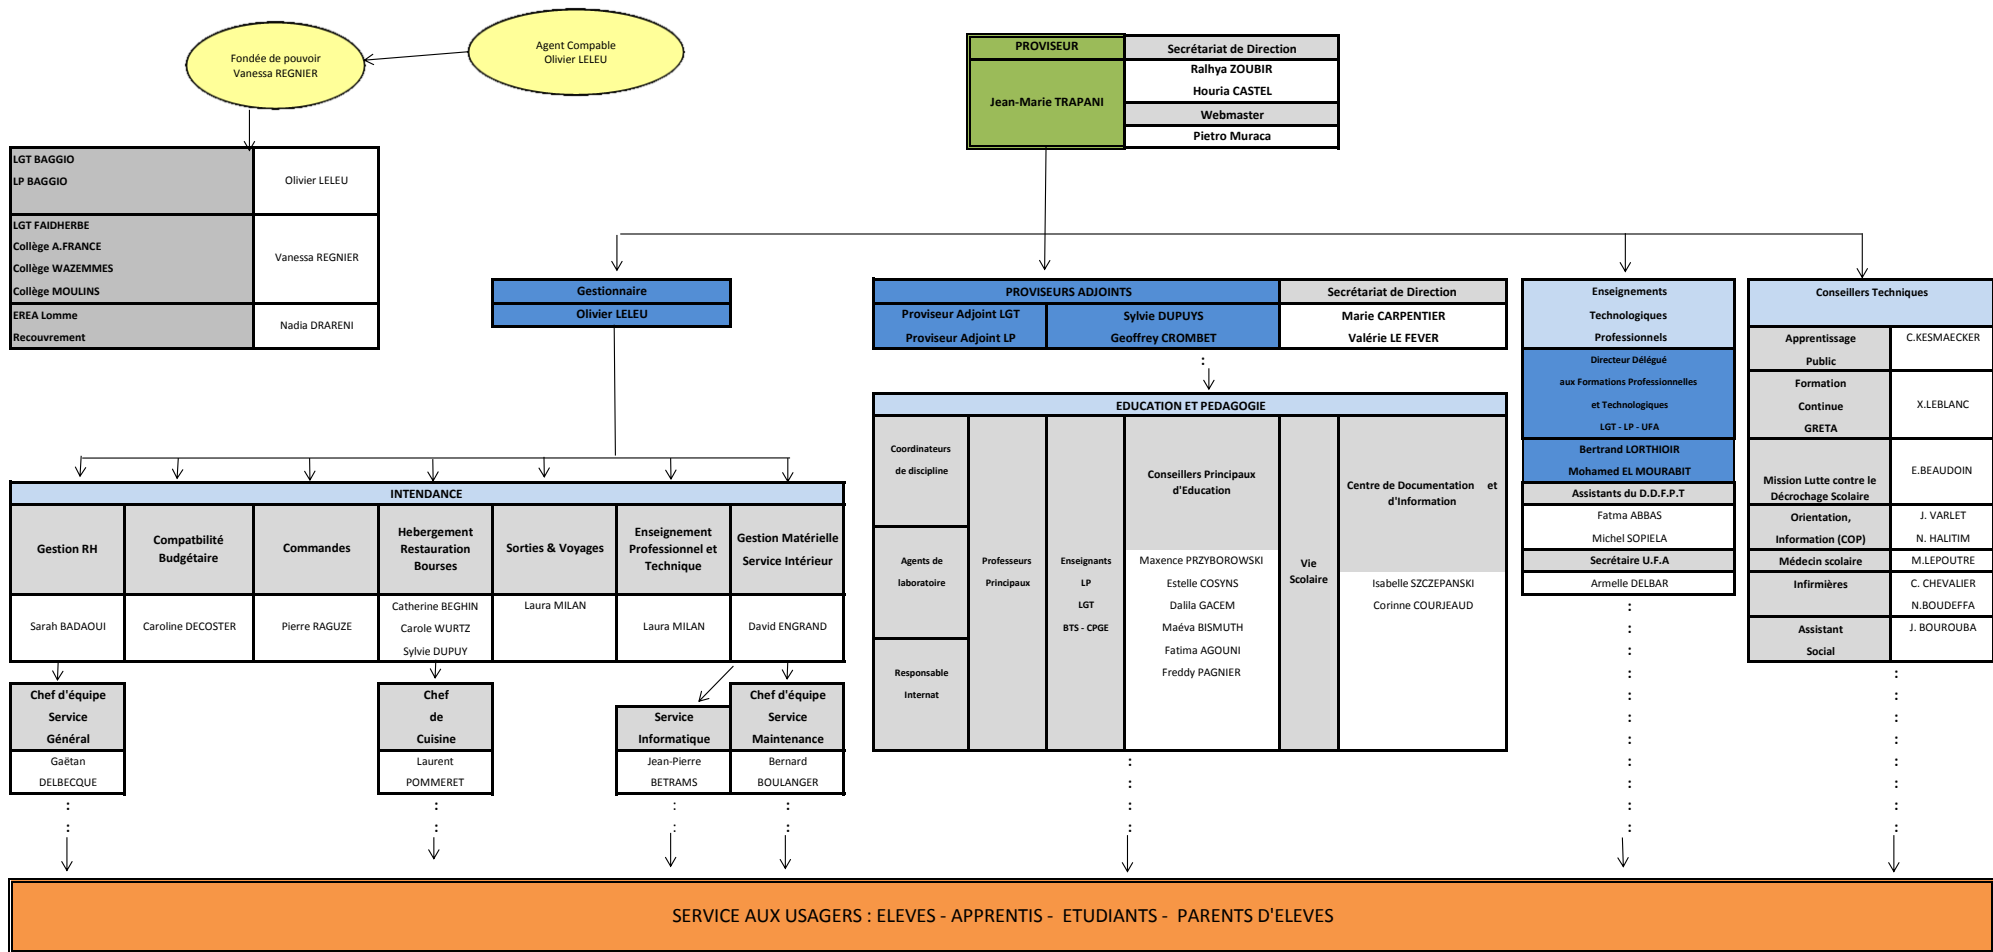 Fondée de pouvoir
Vanessa REGNIER
Agent Compable
Olivier LELEU
PROVISEUR
Jean-Marie TRAPANI
Secrétariat de Direction
Ralhya ZOUBIR
Houria CASTEL
Webmaster
Pietro Muraca
LGT BAGGIO
LP BAGGIO
Olivier LELEU
LGT FAIDHERBE
Collège A.FRANCE
Collège WAZEMMES
Collège MOULINS
Vanessa REGNIER
EREA Lomme
Recouvrement
Nadia DRARENI
Gestionnaire
Olivier LELEU
PROVISEURS ADJOINTS
Proviseur Adjoint LGT
Proviseur Adjoint LP
Sylvie DUPUYS
Geoffrey CROMBET
Secrétariat de Direction
Marie CARPENTIER
Valérie LE FEVER
:
Enseignements
Technologiques
Professionnels
Directeur Délégué
aux Formations Professionnelles
et Technologiques
LGT - LP - UFA
Bertrand LORTHIOIR
Mohamed EL MOURABIT
Assistants du D.D.F.P.T
Fatma ABBAS
Michel SOPIELA
Secrétaire U.F.A
Armelle DELBAR
Conseillers Techniques
Apprentissage
Public
C.KESMAECKER
Formation
Continue
GRETA
X.LEBLANC
Mission Lutte contre le
Décrochage Scolaire
E.BEAUDOIN
Orientation,
Information (COP)
J. VARLET
N. HALITIM
Médecin scolaire
M.LEPOUTRE
Infirmières
C. CHEVALIER
N.BOUDEFFA
Assistant
Social
J. BOUROUBA
EDUCATION ET PEDAGOGIE
Coordinateurs
de discipline
Agents de
laboratoire
Responsable
Internat
Professeurs
Principaux
Enseignants
LP
LGT
BTS - CPGE
Conseillers Principaux
d'Education
Maxence PRZYBOROWSKI
Estelle COSYNS
Dalila GACEM
Maéva BISMUTH
Fatima AGOUNI
Freddy PAGNIER
Vie
Scolaire
Centre de Documentation et
d'Information
Isabelle SZCZEPANSKI
Corinne COURJEAUD
INTENDANCE
Gestion RH
Sarah BADAOUI
Compatbilité
Budgétaire
Caroline DECOSTER
Commandes
Pierre RAGUZE
Hebergement
Restauration
Bourses
Catherine BEGHIN
Carole WURTZ
Sylvie DUPUY
Sorties & Voyages
Laura MILAN
Enseignement
Professionnel et
Technique
Laura MILAN
Gestion Matérielle
Service Intérieur
David ENGRAND
Chef d'équipe
Service
Général
Gaëtan
DELBECQUE
Chef
de
Cuisine
Laurent
POMMERET
Service
Informatique
Jean-Pierre
BETRAMS
Chef d'équipe
Service
Maintenance
Bernard
BOULANGER
SERVICE AUX USAGERS : ELEVES - APPRENTIS - ETUDIANTS - PARENTS D'ELEVES